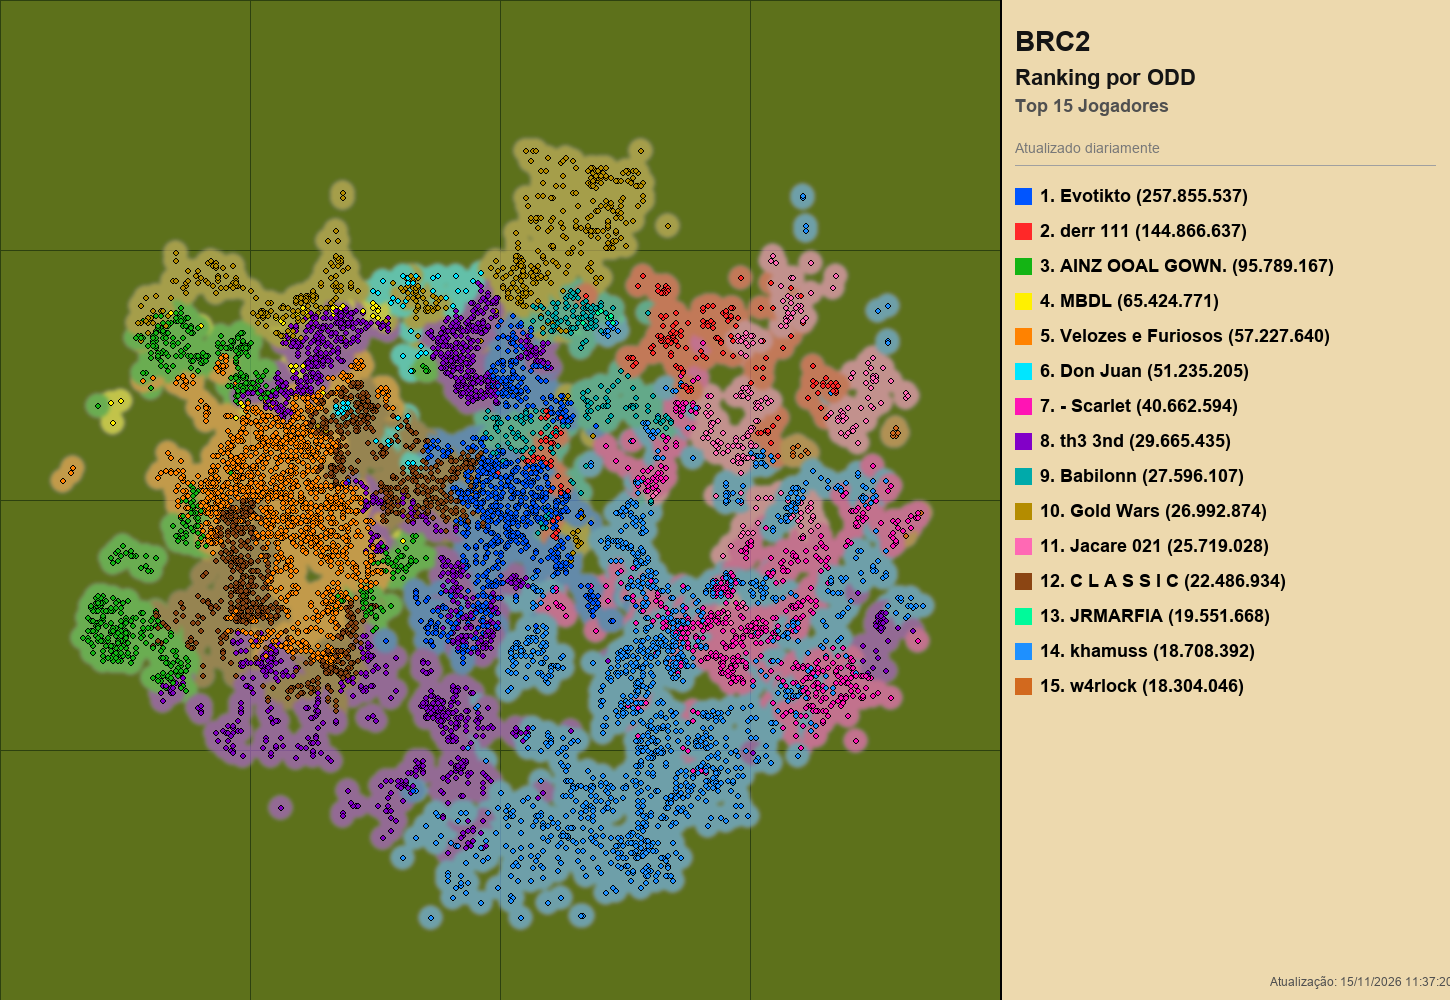 BRC2
Ranking por ODD
Top 15 Jogadores
Atualizado diariamente
1. Evotikto (257.855.537)
2. derr 111 (144.866.637)
3. AINZ OOAL GOWN. (95.789.167)
4. MBDL (65.424.771)
5. Velozes e Furiosos (57.227.640)
6. Don Juan (51.235.205)
7. - Scarlet (40.662.594)
8. th3 3nd (29.665.435)
9. Babilonn (27.596.107)
10. Gold Wars (26.992.874)
11. Jacare 021 (25.719.028)
12. C L A S S I C (22.486.934)
13. JRMARFIA (19.551.668)
14. khamuss (18.708.392)
15. w4rlock (18.304.046)
Atualização: 15/11/2026 11:37:20